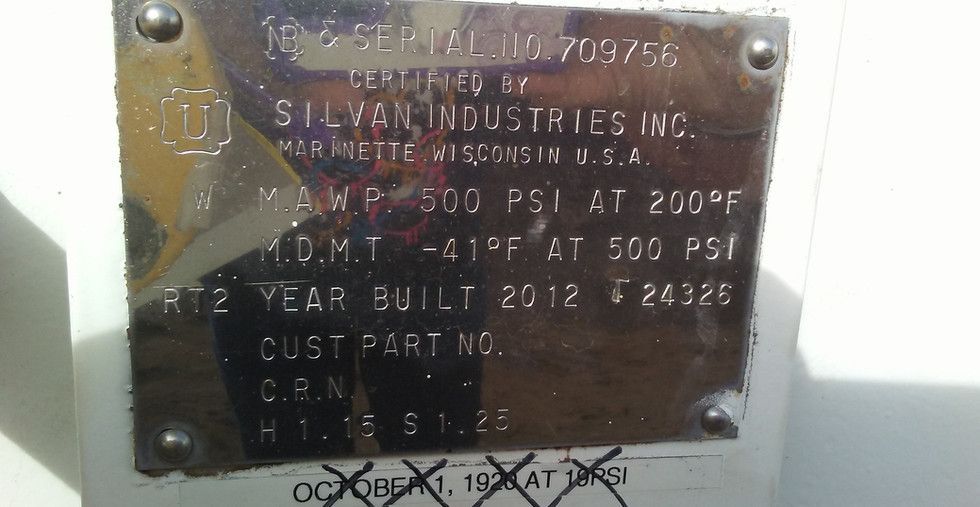 NB & SERIAL.NO.709756
CERTIFIED BY
U SILVAN INDUSTRIES INC.
MARINETTE.WISCONSIN U.S.A.
W M.A.W.P. 500 PSI AT 200°F
M.D.M.T. -41°F AT 500 PSI
RT2 YEAR BUILT 2012 24326
CUST PART NO.
C.R.N.
H 1.15 S 1.25
OCTOBER 1, 1920 AT 19PSI